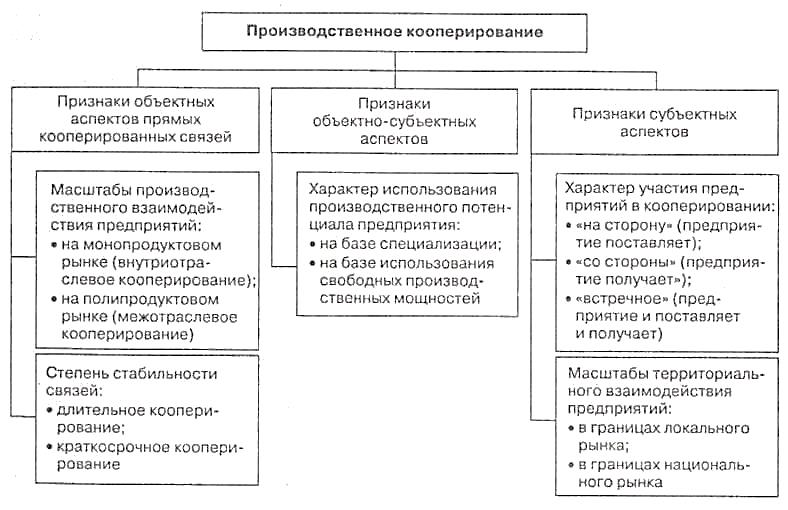 Производственное кооперирование
Признаки объектных
аспектов прямых
кооперированных связей
Признаки
объектно-субъектных
аспектов
Признаки субъектных
аспектов
Масштабы производ-
ственного взаимодей-
ствия предприятий:
• на монопродуктовом
рынке (внутриотра-
слевое кооперирование);
• на полипродуктовом
рынке (межотраслевое
кооперирование)
Степень стабильности
связей:
• длительное коопери-
рование;
• краткосрочное коопери-
рование
Характер использования
производственного потен-
циала предприятия:
• на базе специализации;
• на базе использования
свободных производ-
ственных мощностей
Характер участия пред-
приятий в кооперировании:
• «на сторону» (предприя-
тие поставляет);
• «со стороны» (предприя-
тие получает»);
• «встречное» (пред-
приятие и поставляет
и получает)
Масштабы территориаль-
ного взаимодействия
предприятий:
• в границах локального
рынка;
• в границах националь-
ного рынка